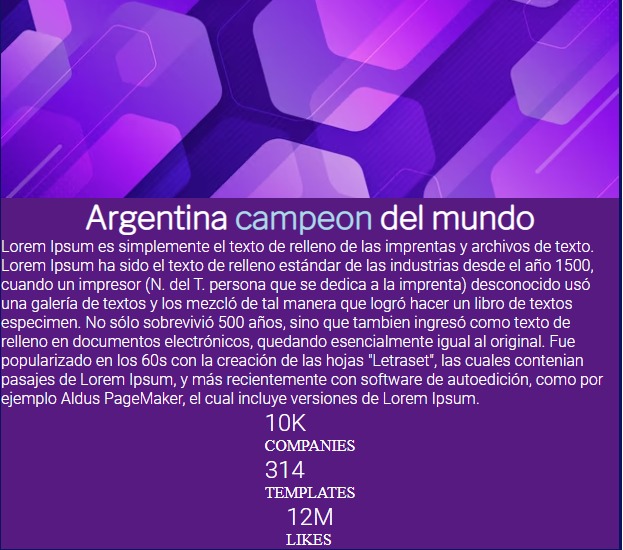 Argentina campeon del mundo
Lorem Ipsum es simplemente el texto de relleno de las imprentas y archivos de texto.
Lorem Ipsum ha sido el texto de relleno estándar de las industrias desde el año 1500,
cuando un impresor (N. del T. persona que se dedica a la imprenta) desconocido usó
una galería de textos y los mezcló de tal manera que logró hacer un libro de textos
especimen. No sólo sobrevivió 500 años, sino que tambien ingresó como texto de
relleno en documentos electrónicos, quedando esencialmente igual al original. Fue
popularizado en los 60s con la creación de las hojas "Letraset", las cuales contenian
pasajes de Lorem Ipsum, y más recientemente con software de autoedición, como por
ejemplo Aldus PageMaker, el cual incluye versiones de Lorem Ipsum.
10K
COMPANIES
314
TEMPLATES
12M
LIKES